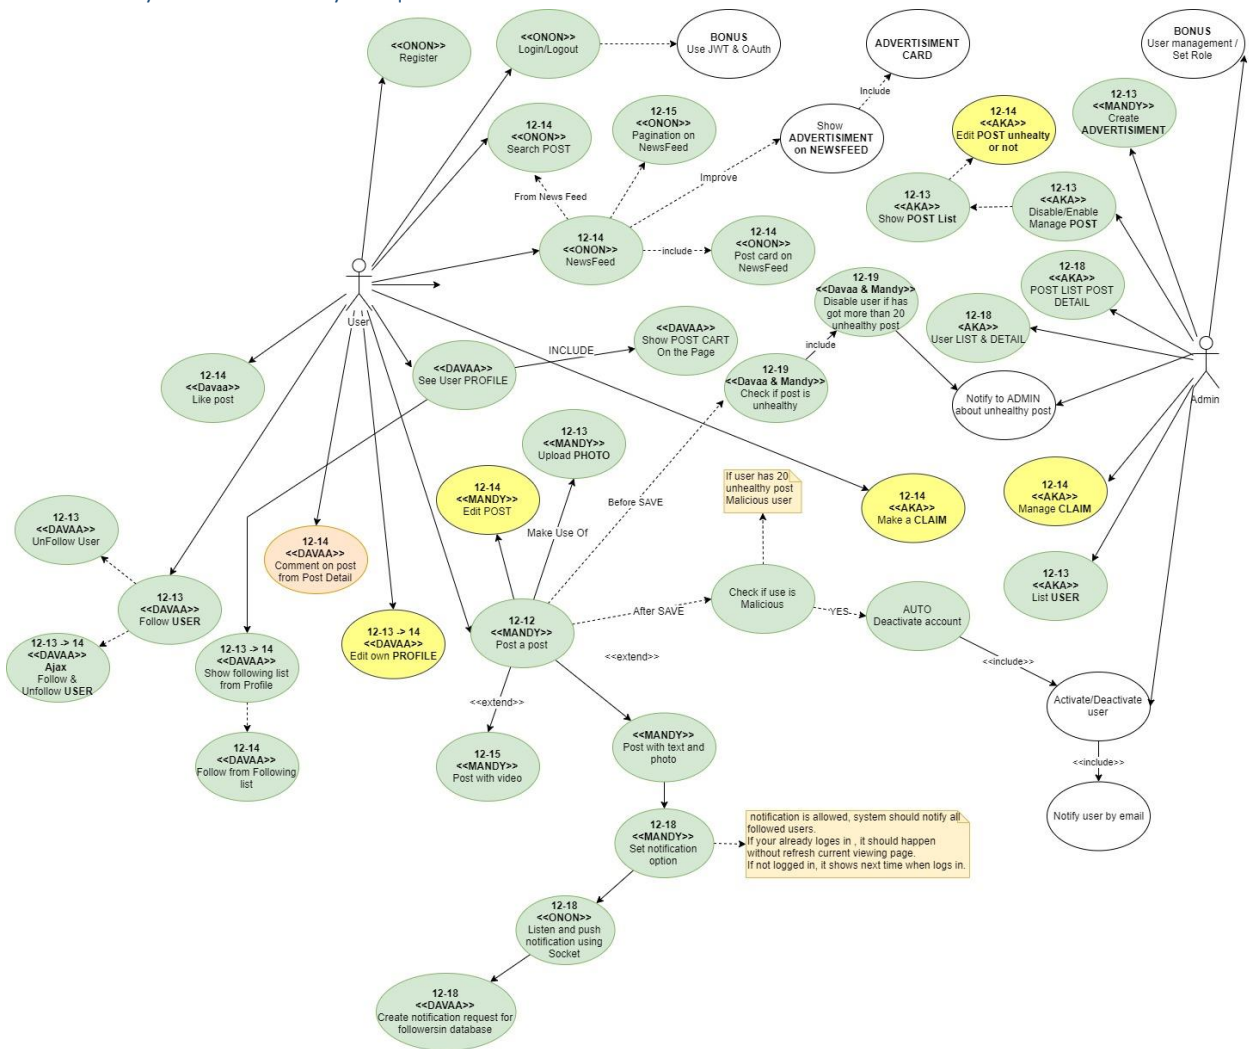 <<ONON>>
Register
<<ONON>>
Login/Logout
BONUS
Use JWT & OAuth
ADVERTISIMENT
CARD
BONUS
User management /
Set Role
Include
12-14
<<ONON>>
Search POST
12-15
<<ONON>>
Pagination on
NewsFeed
Show
ADVERTISIMENT
on NEWSFEED
12-14
<<AKA>>
Edit POST unhealty
or not
12-13
<<MANDY>>
Create
ADVERTISIMENT
Improve
From News Feed
12-13
<<AKA>>
Show POST List
12-13
<<AKA>>
Disable/Enable
Manage POST
12-14
<<ONON>>
NewsFeed
include
12-14
<<ONON>>
Post card on
NewsFeed
12-19
<<Davaa & Mandy>>
Disable user if has
got more than 20
unhealthy post
12-18
<<AKA>>
POST LIST POST
DETAIL
12-18
AKA>>
User LIST & DETAIL
User
<<DAVAA>>
Show POST CART
On the Page
INCLUDE
include
12-14
<<Davaa>>
Like post
<<DAVAA>>
See User PROFILE
12-19
<<Davaa & Mandy>>
Check if post is
unhealthy
Notify to ADMIN
about unhealthy post
Admin
12-13
<<MANDY>>
Upload PHOTO
12-14
<<MANDY>>
Edit POST
Make Use Of
Before SAVE
If user has 20
unhealthy post
Malicious user
12-14
<<AKA>>
Make a CLAIM
12-14
<<AKA>>
Manage CLAIM
12-13
<<DAVAA>>
UnFollow User
12-14
<<DAVAA>>
Comment on post
from Post Detail
12-13
<<DAVAA>>
Follow USER
12-13 -> 14
<<DAVAA>>
Edit own PROFILE
12-12
<<MANDY>>
Post a post
After SAVE
Check if use is
Malicious
YES
AUTO
Deactivate account
12-13
<<AKA>>
List USER
12-13 -> 14
<<DAVAA>>
Ajax
Follow &
Unfollow USER
12-13 -> 14
<<DAVAA>>
Show following list
from Profile
<<extend>>
<<include>>
<<extend>>
Activate/Deactivate
user
12-14
<<DAVAA>>
Follow from Following
list
12-15
<<MANDY>>
Post with video
<<MANDY>>
Post with text and
photo
<<include>>
Notify user by email
12-18
<<MANDY>>
Set notification
option
notification is allowed, system should notify all
followed users.
If your already loges in , it should happen
without refresh current viewing page.
If not logged in, it shows next time when logs in.
12-18
<<ONON>>
Listen and push
notification using
Socket
12-18
<<DAVAA>>
Create notification request for
followersin database